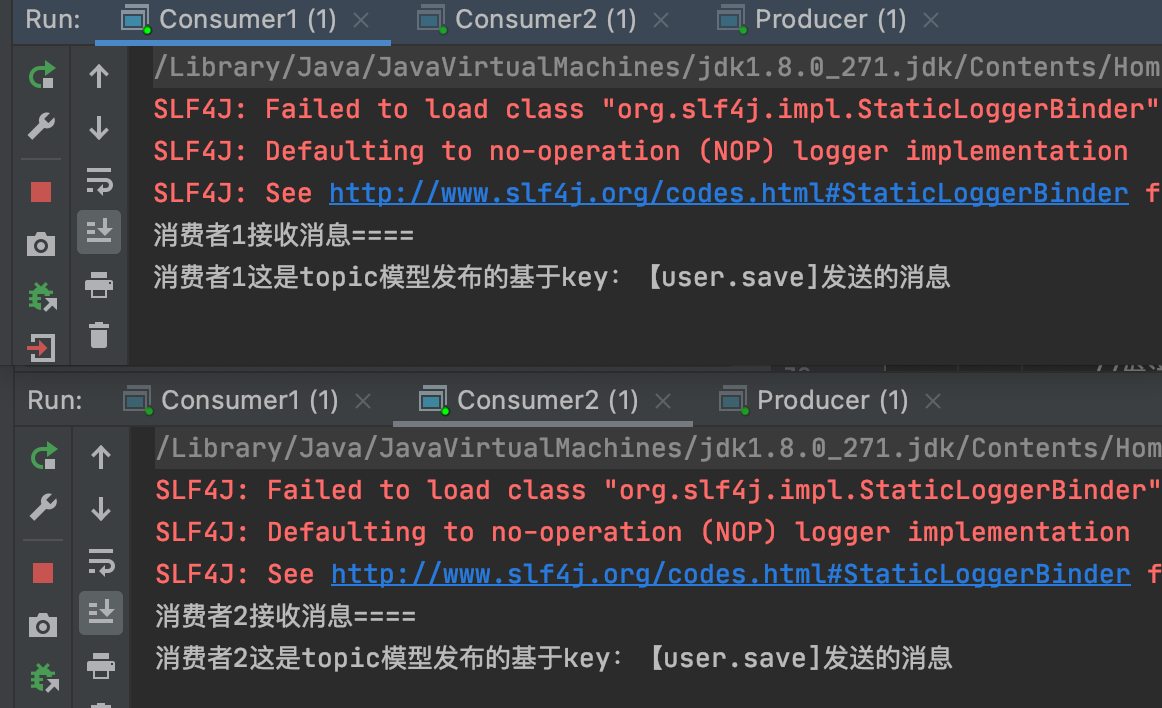 Run: Consumer1 (1) Consumer2 (1) Producer (1)
/Library/Java/JavaVirtualMachines/jdk1.8.0_271.jdk/Contents/Hom
SLF4J: Failed to load class "org.slf4j.impl.StaticLoggerBinder"
SLF4J: Defaulting to no-operation (NOP) logger implementation
SLF4J: See http://www.slf4j.org/codes.html#StaticLoggerBinder f
消费者1接收消息====
消费者1这是topic模型发布的基于key：【user.save]发送的消息
Run: Consumer1 (1) Consumer2 (1) Producer (1)
/Library/Java/JavaVirtualMachines/jdk1.8.0_271.jdk/Contents/Hom
SLF4J: Failed to load class "org.slf4j.impl.StaticLoggerBinder"
SLF4J: Defaulting to no-operation (NOP) logger implementation
SLF4J: See http://www.slf4j.org/codes.html#StaticLoggerBinder f
消费者2接收消息====
消费者2这是topic模型发布的基于key：【user.save]发送的消息